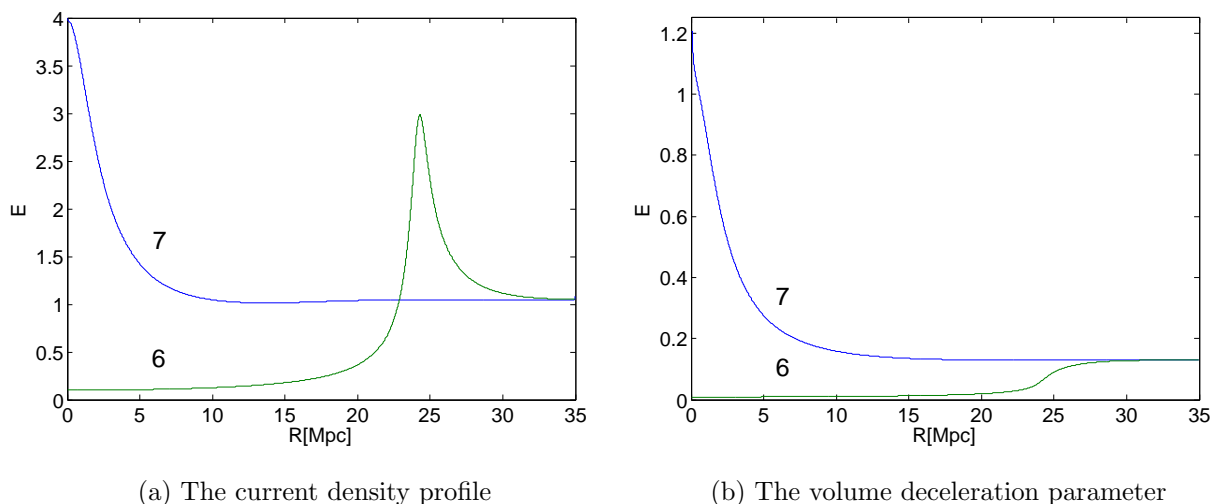 4
3.5
3
2.5
2
1.5
1
0.5
0
E
7
6
0 5 10 15 20 25 30 35
R[Mpc]
(a) The current density profile
1.2
1
0.8
0.6
0.4
0.2
0
E
7
6
0 5 10 15 20 25 30 35
R[Mpc]
(b) The volume deceleration parameter